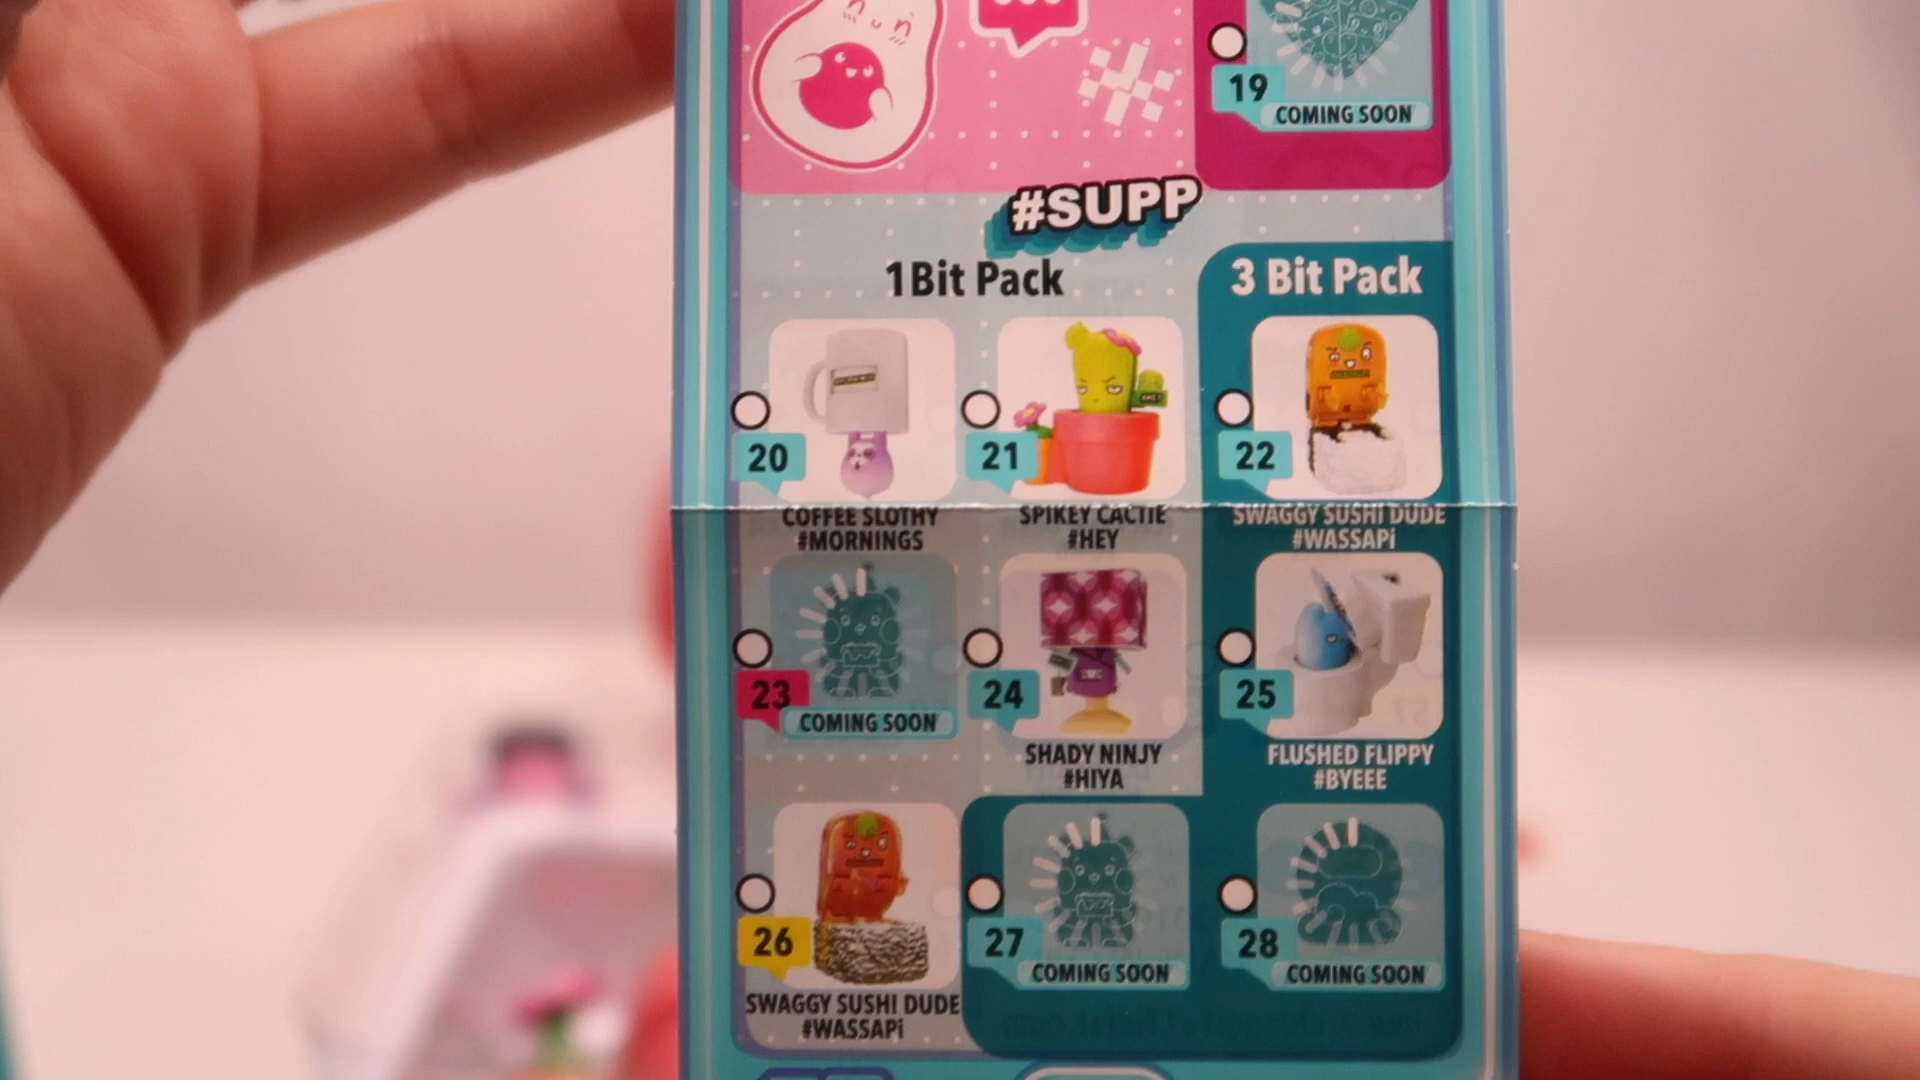 19
COMING SOON
#SUPP
1Bit Pack
3 Bit Pack
20
21
22
COFFEE SLOTHY
#MORNINGS
SPIKEY CACTIE
#HEY
SWAGGY SUSHI DUDE
#WASSAPi
23
COMING SOON
24
25
SHADY NINJY
#HIYA
FLUSHED FLIPPY
#BYEEE
26
27
COMING SOON
28
COMING SOON
SWAGGY SUSHI DUDE
#WASSAPi